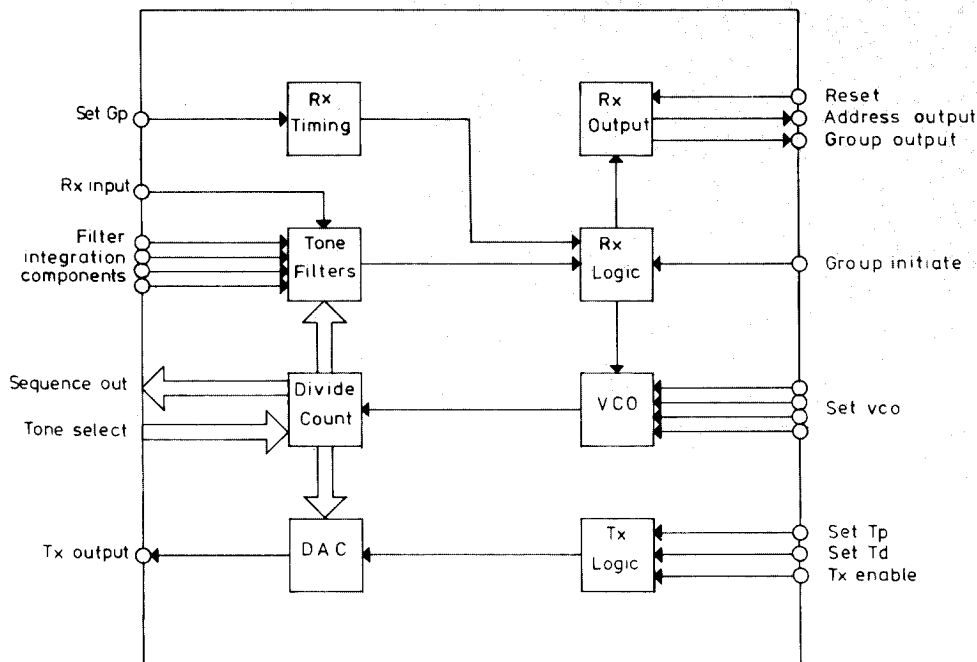 Set Gp
Rx
Timing
Rx
Output
Reset
Address output
Group output
Rx input
Filter
integration
components
Tone
Filters
Rx
Logic
Group initiate
Sequence out
Tone select
Divide
Count
VCO
Set vco
Tx output
DAC
Tx
Logic
Set Tp
Set Td
Tx enable